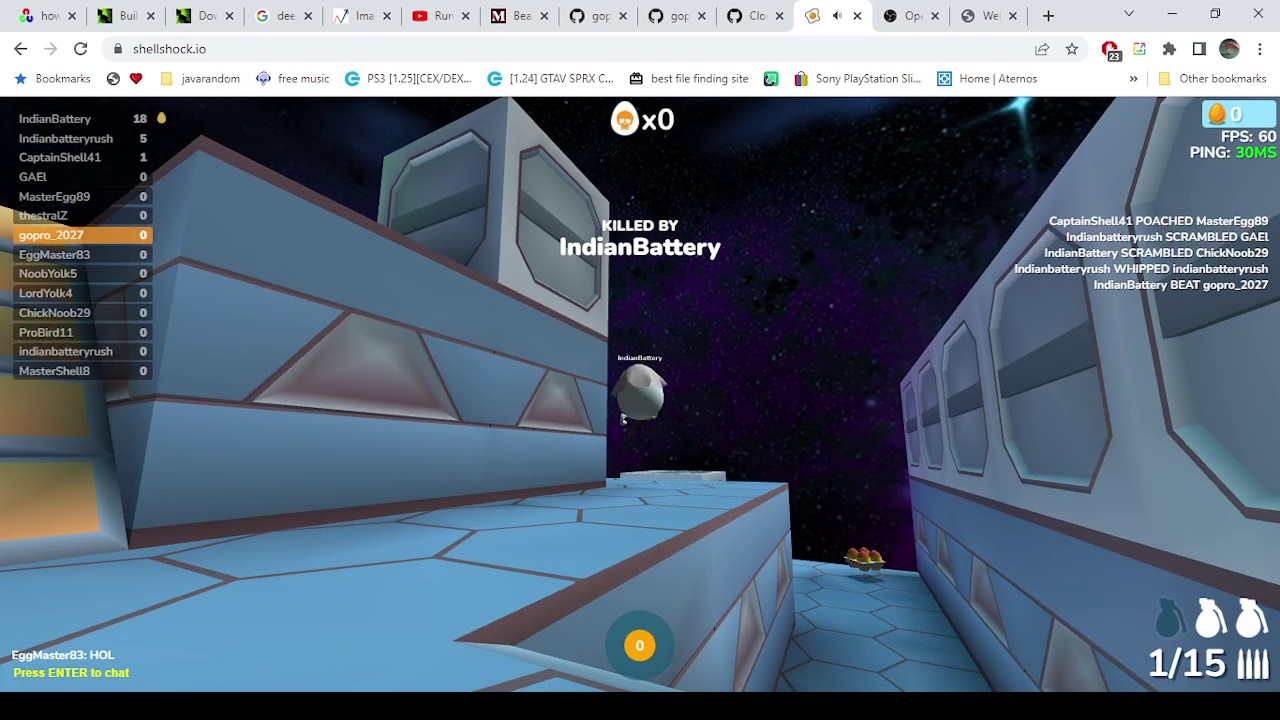 how
Buil
Dov
dee
Ima
Run
Bea
gop
gop
Clo
Ope
Wel
shellshock.io
23
Bookmarks
javarandom
free music
PS3 [1.25][CEX/DEX...
[1.24] GTAV SPRX C...
best file finding site
Sony PlayStation Sli...
Home | Aternos
»
Other bookmarks
IndianBattery 18
Indianbatteryrush 5
CaptainShell41 1
GAEl 0
MasterEgg89 0
thestralZ 0
gopro_2027 0
EggMaster83 0
NoobYolk5 0
LordYolk4 0
ChickNoob29 0
ProBird11 0
indianbatteryrush 0
MasterShell8 0
x0
0
FPS: 60
PING: 30MS
KILLED BY
IndianBattery
CaptainShell41 POACHED MasterEgg89
Indianbatteryrush SCRAMBLED GAEl
IndianBattery SCRAMBLED ChickNoob29
Indianbatteryrush WHIPPED indianbatteryrush
IndianBattery BEAT gopro_2027
IndianBattery
0
EggMaster83: HOL
Press ENTER to chat
1/15